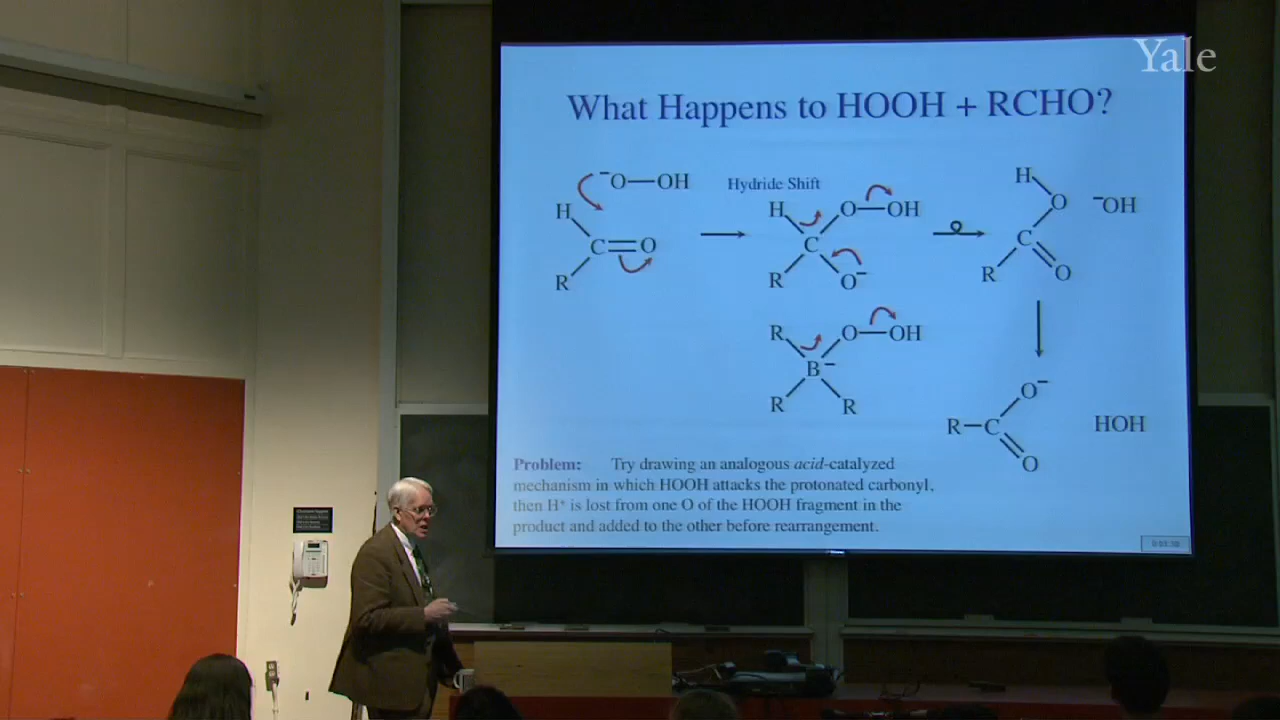 Yale
What Happens to HOOH + RCHO?
⁻O—OH
H
C=O
R
Hydride Shift
H
O—OH
C
R
O⁻
H
O
⁻OH
C
R
O
R
O—OH
B⁻
R
R
O⁻
R—C
HOH
O
Problem: Try drawing an analogous acid-catalyzed
mechanism in which HOOH attacks the protonated carbonyl,
then H⁺ is lost from one O of the HOOH fragment in the
product and added to the other before rearrangement.